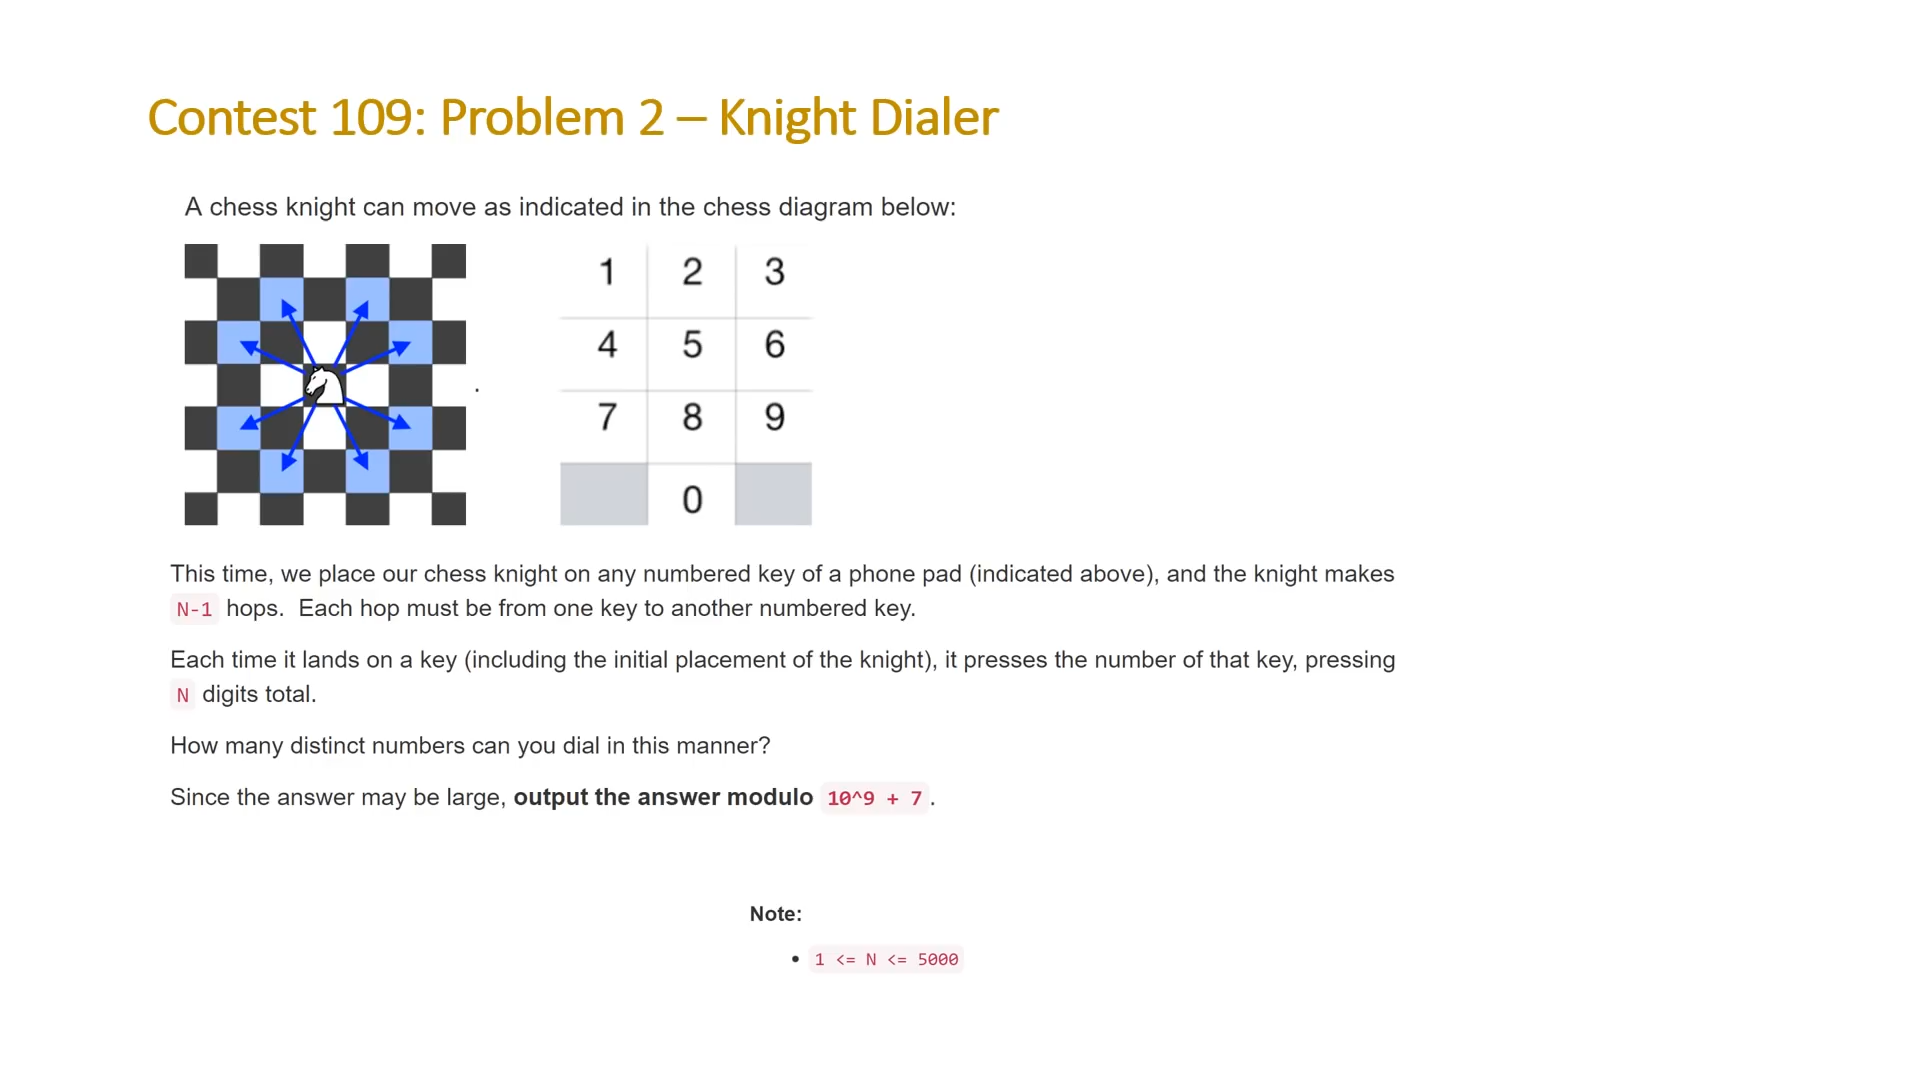 Contest 109: Problem 2 – Knight Dialer
A chess knight can move as indicated in the chess diagram below:
.
1 2 3
4 5 6
7 8 9
0
This time, we place our chess knight on any numbered key of a phone pad (indicated above), and the knight makes
N-1 hops.  Each hop must be from one key to another numbered key.
Each time it lands on a key (including the initial placement of the knight), it presses the number of that key, pressing
N digits total.
How many distinct numbers can you dial in this manner?
Since the answer may be large, output the answer modulo 10^9 + 7.
Note:
• 1 <= N <= 5000